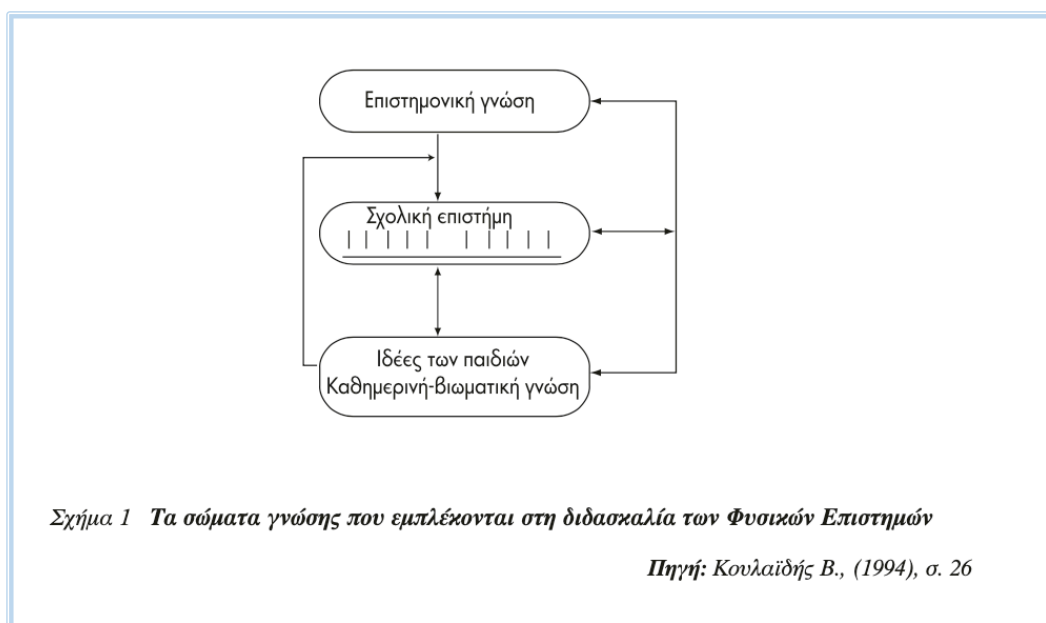 Επιστημονική γνώση
Σχολική επιστήμη
Ιδέες των παιδιών
Καθημερινή-βιωματική γνώση
Σχήμα 1 Τα σώματα γνώσης που εμπλέκονται στη διδασκαλία των Φυσικών Επιστημών
Πηγή: Κουλαϊδής Β., (1994), σ. 26